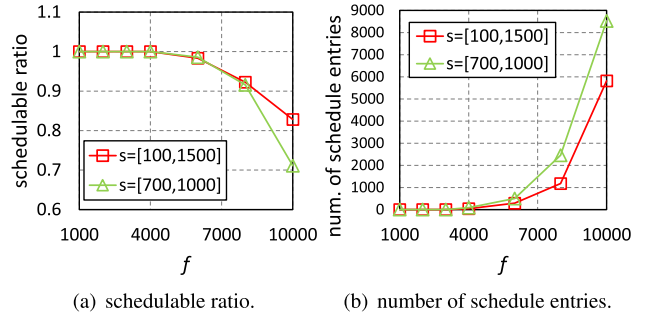 1.1
1
0.9
0.8
0.7
0.6
schedulable ratio
s=[100,1500]
s=[700,1000]
1000 4000 7000 10000
f
(a) schedulable ratio.
9000
8000
7000
6000
5000
4000
3000
2000
1000
0
num. of schedule entries
s=[100,1500]
s=[700,1000]
1000 4000 7000 10000
f
(b) number of schedule entries.